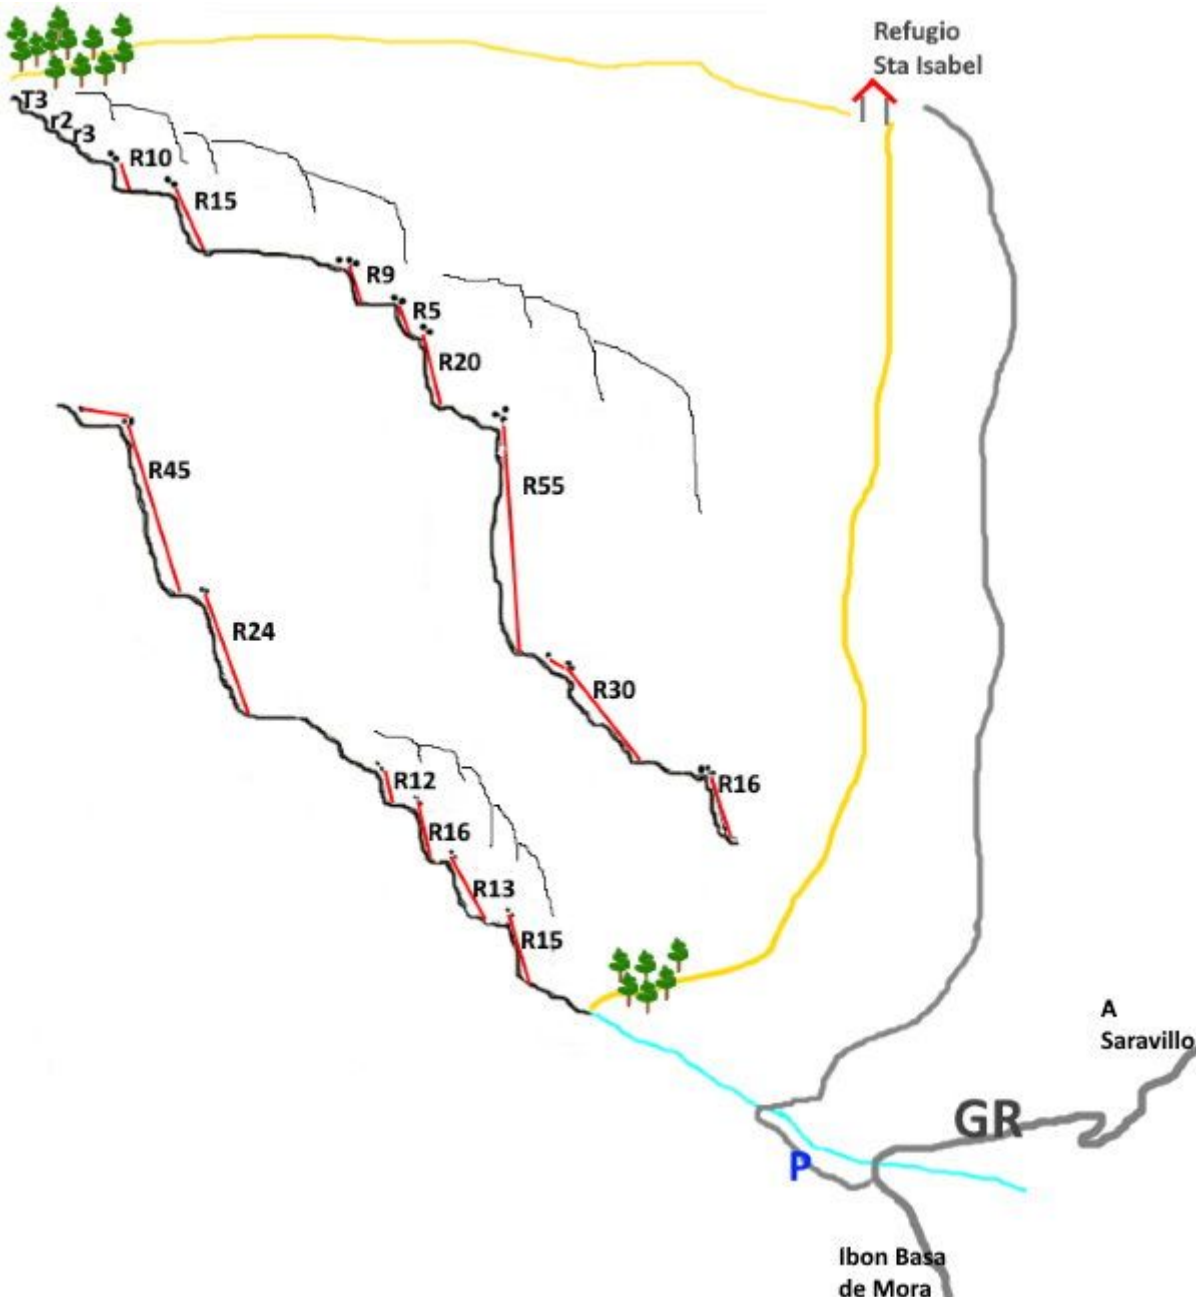 Refugio
Sta Isabel
T3
r2
r3
R10
R15
R9
R5
R20
R55
R30
R16
R45
R24
R12
R16
R13
R15
A
Saravillo
GR
P
Ibon Basa
de Mora